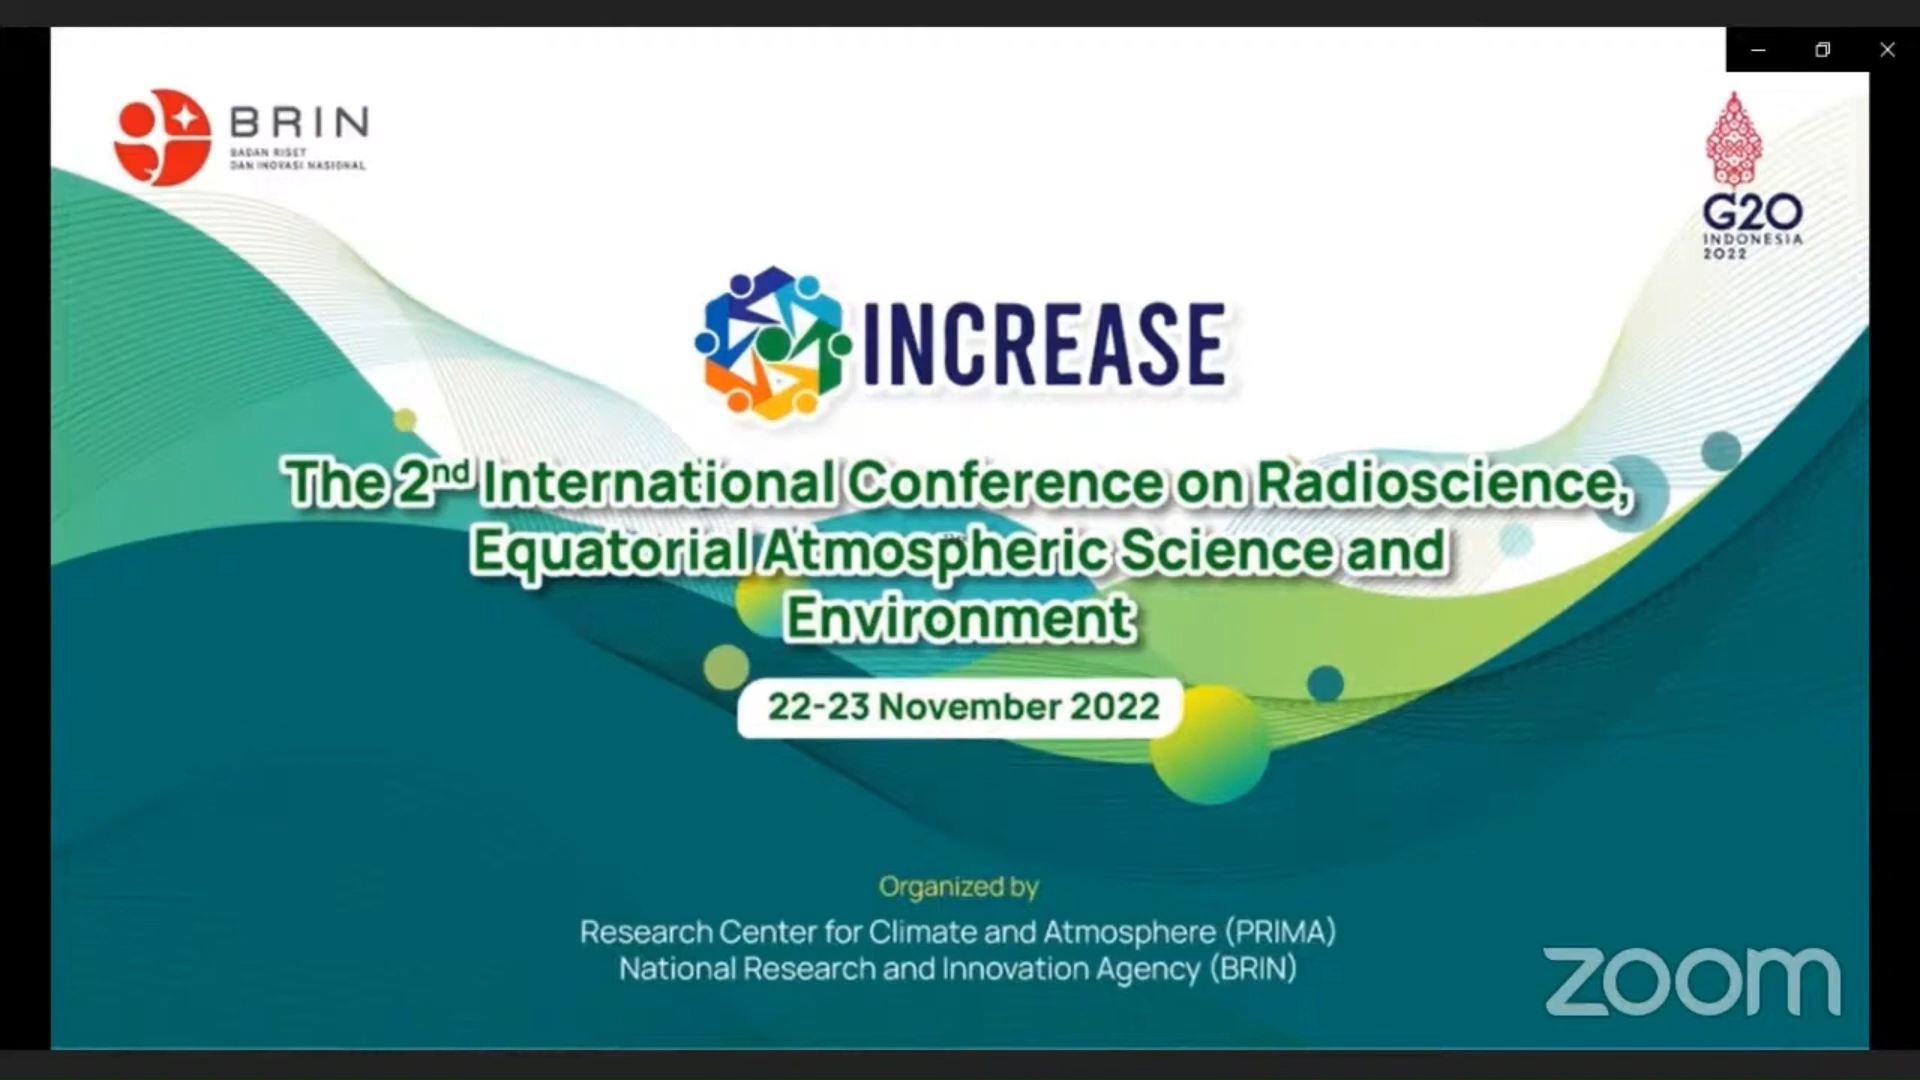 BRIN
BADAN RISET
DAN INOVASI NASIONAL
G20
INDONESIA
2022
INCREASE
The 2nd International Conference on Radioscience,
Equatorial Atmospheric Science and
Environment
22-23 November 2022
Organized by
Research Center for Climate and Atmosphere (PRIMA)
National Research and Innovation Agency (BRIN)
zoom